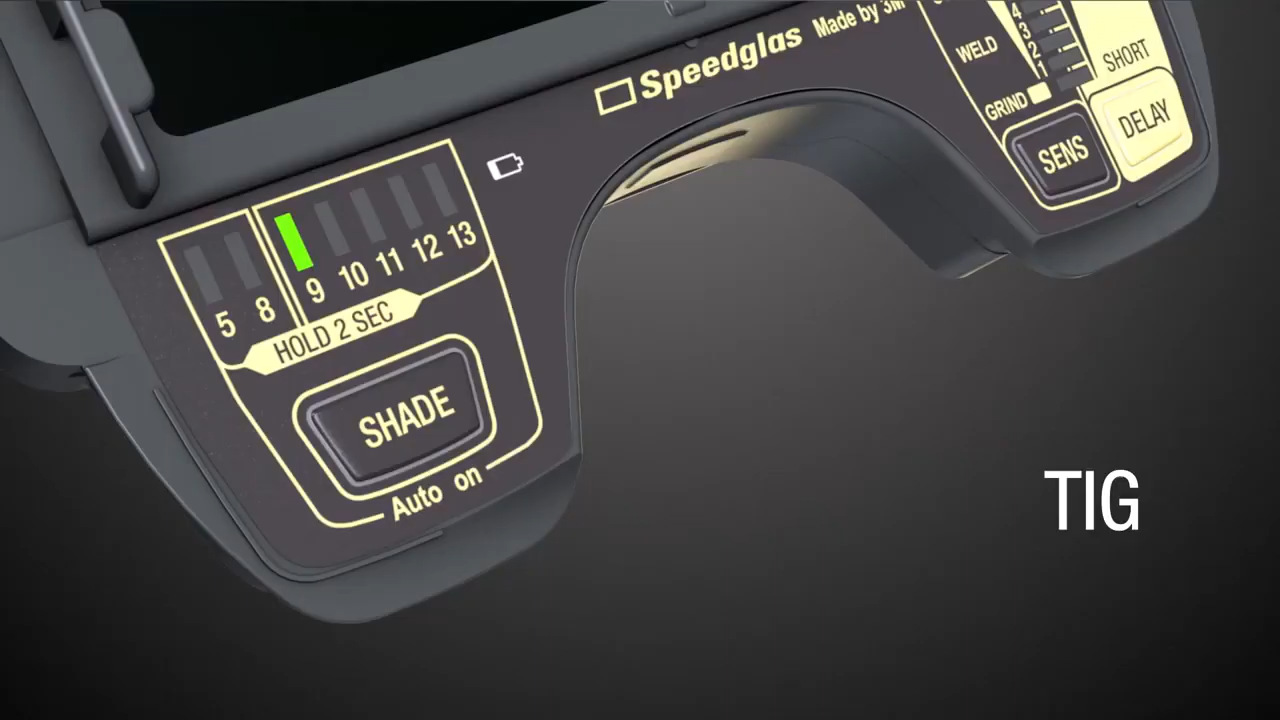 Speedglas Made by 3M
WELD
4
3
2
1
SHORT
GRIND
SENS
DELAY
5 8 9 10 11 12 13
HOLD 2 SEC
SHADE
Auto on
TIG